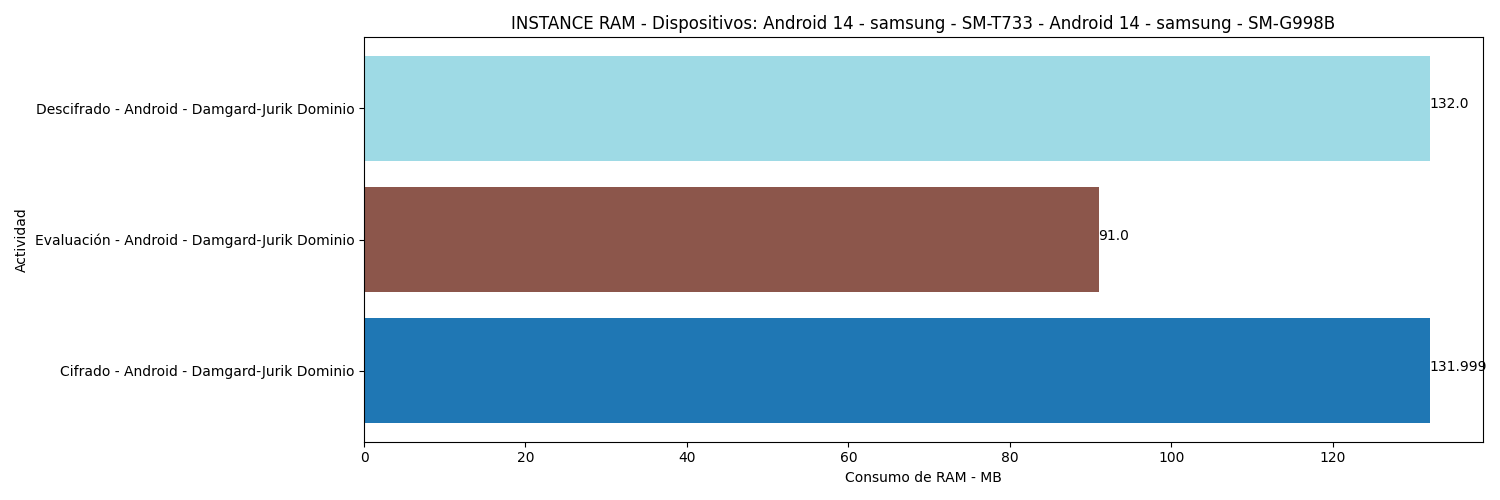 INSTANCE RAM - Dispositivos: Android 14 - samsung - SM-T733 - Android 14 - samsung - SM-G998B
Descifrado - Android - Damgard-Jurik Dominio
132.0
Evaluación - Android - Damgard-Jurik Dominio
91.0
Cifrado - Android - Damgard-Jurik Dominio
131.999
Actividad
0 20 40 60 80 100 120
Consumo de RAM - MB